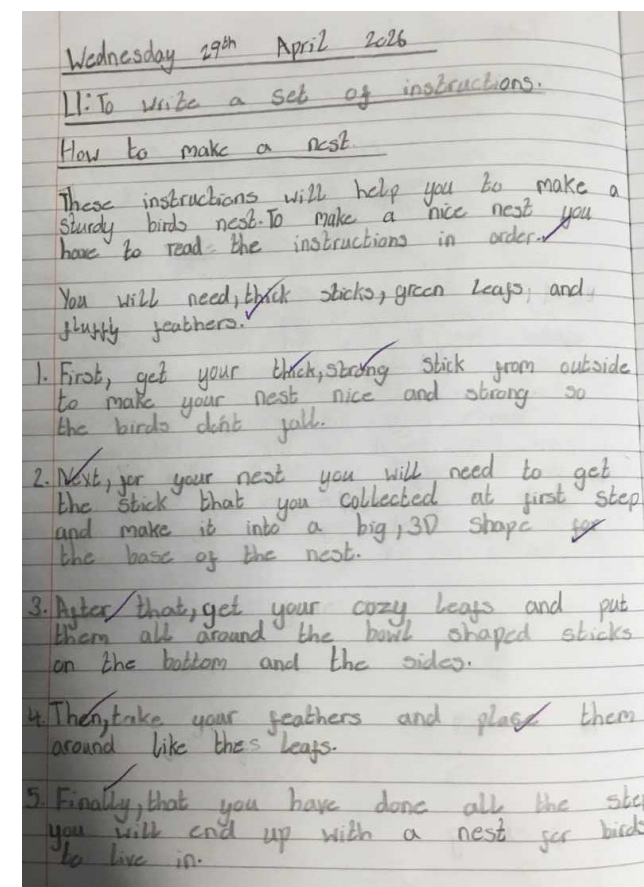 Wednesday 29th April 2026
LI: To write a set of instructions.
How to make a nest
These instructions will help you to make a
sturdy birds nest. To make a nice nest you
have to read the instructions in order.
You will need, thick sticks, green leafs, and
fluffy feathers.
1. First, get your thick, strong stick from outside
to make your nest nice and strong so
the birds don't fall.
2. Next, for your nest you will need to get
the stick that you collected at first step
and make it into a big, 3D shape for
the base of the nest.
3. After that, get your cozy leafs and put
them all around the bowl shaped sticks
on the bottom and the sides.
4. Then, take your feathers and place them
around like the s leafs.
5. Finally, that you have done all the ste
you will end up with a nest for birds
to live in.